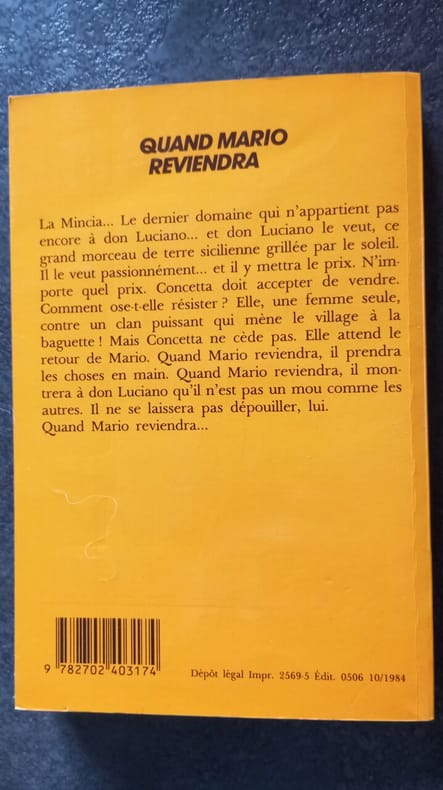 QUAND MARIO
REVIENDRA
La Mincia... Le dernier domaine qui n'appartient pas
encore à don Luciano... et don Luciano le veut, ce
grand morceau de terre sicilienne grillée par le soleil.
Il le veut passionnément... et il y mettra le prix. N'im-
porte quel prix. Concetta doit accepter de vendre.
Comment ose-t-elle résister ? Elle, une femme seule,
contre un clan puissant qui mène le village à la
baguette ! Mais Concetta ne cède pas. Elle attend le
retour de Mario. Quand Mario reviendra, il prendra
les choses en main. Quand Mario reviendra, il mon-
trera à don Luciano qu'il n'est pas un mou comme les
autres. Il ne se laissera pas dépouiller, lui.
Quand Mario reviendra...
9 782702 403174
Dépôt légal Impr. 2569-5 Édit. 0506 10/1984